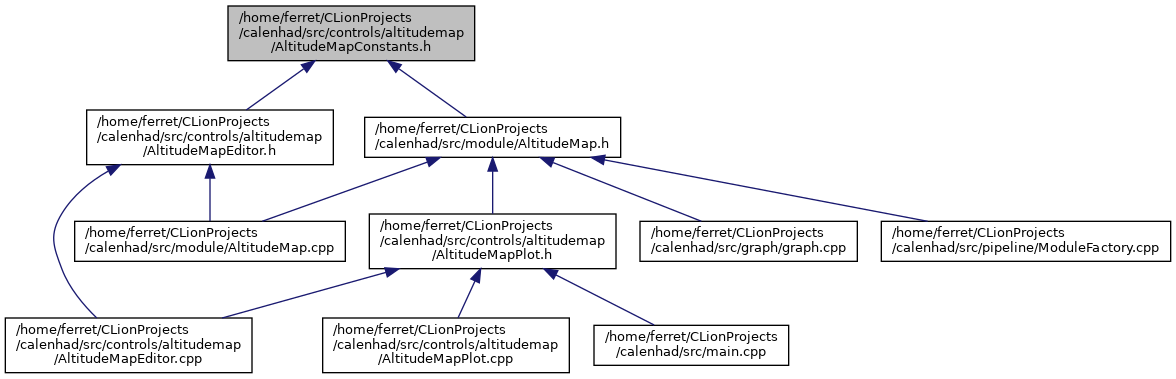 /home/ferret/CLionProjects
/calenhad/src/controls/altitudemap
/AltitudeMapConstants.h
/home/ferret/CLionProjects
/calenhad/src/controls/altitudemap
/AltitudeMapEditor.h
/home/ferret/CLionProjects
/calenhad/src/module/AltitudeMap.h
/home/ferret/CLionProjects
/calenhad/src/module/AltitudeMap.cpp
/home/ferret/CLionProjects
/calenhad/src/controls/altitudemap
/AltitudeMapPlot.h
/home/ferret/CLionProjects
/calenhad/src/graph/graph.cpp
/home/ferret/CLionProjects
/calenhad/src/pipeline/ModuleFactory.cpp
/home/ferret/CLionProjects
/calenhad/src/controls/altitudemap
/AltitudeMapEditor.cpp
/home/ferret/CLionProjects
/calenhad/src/controls/altitudemap
/AltitudeMapPlot.cpp
/home/ferret/CLionProjects
/calenhad/src/main.cpp